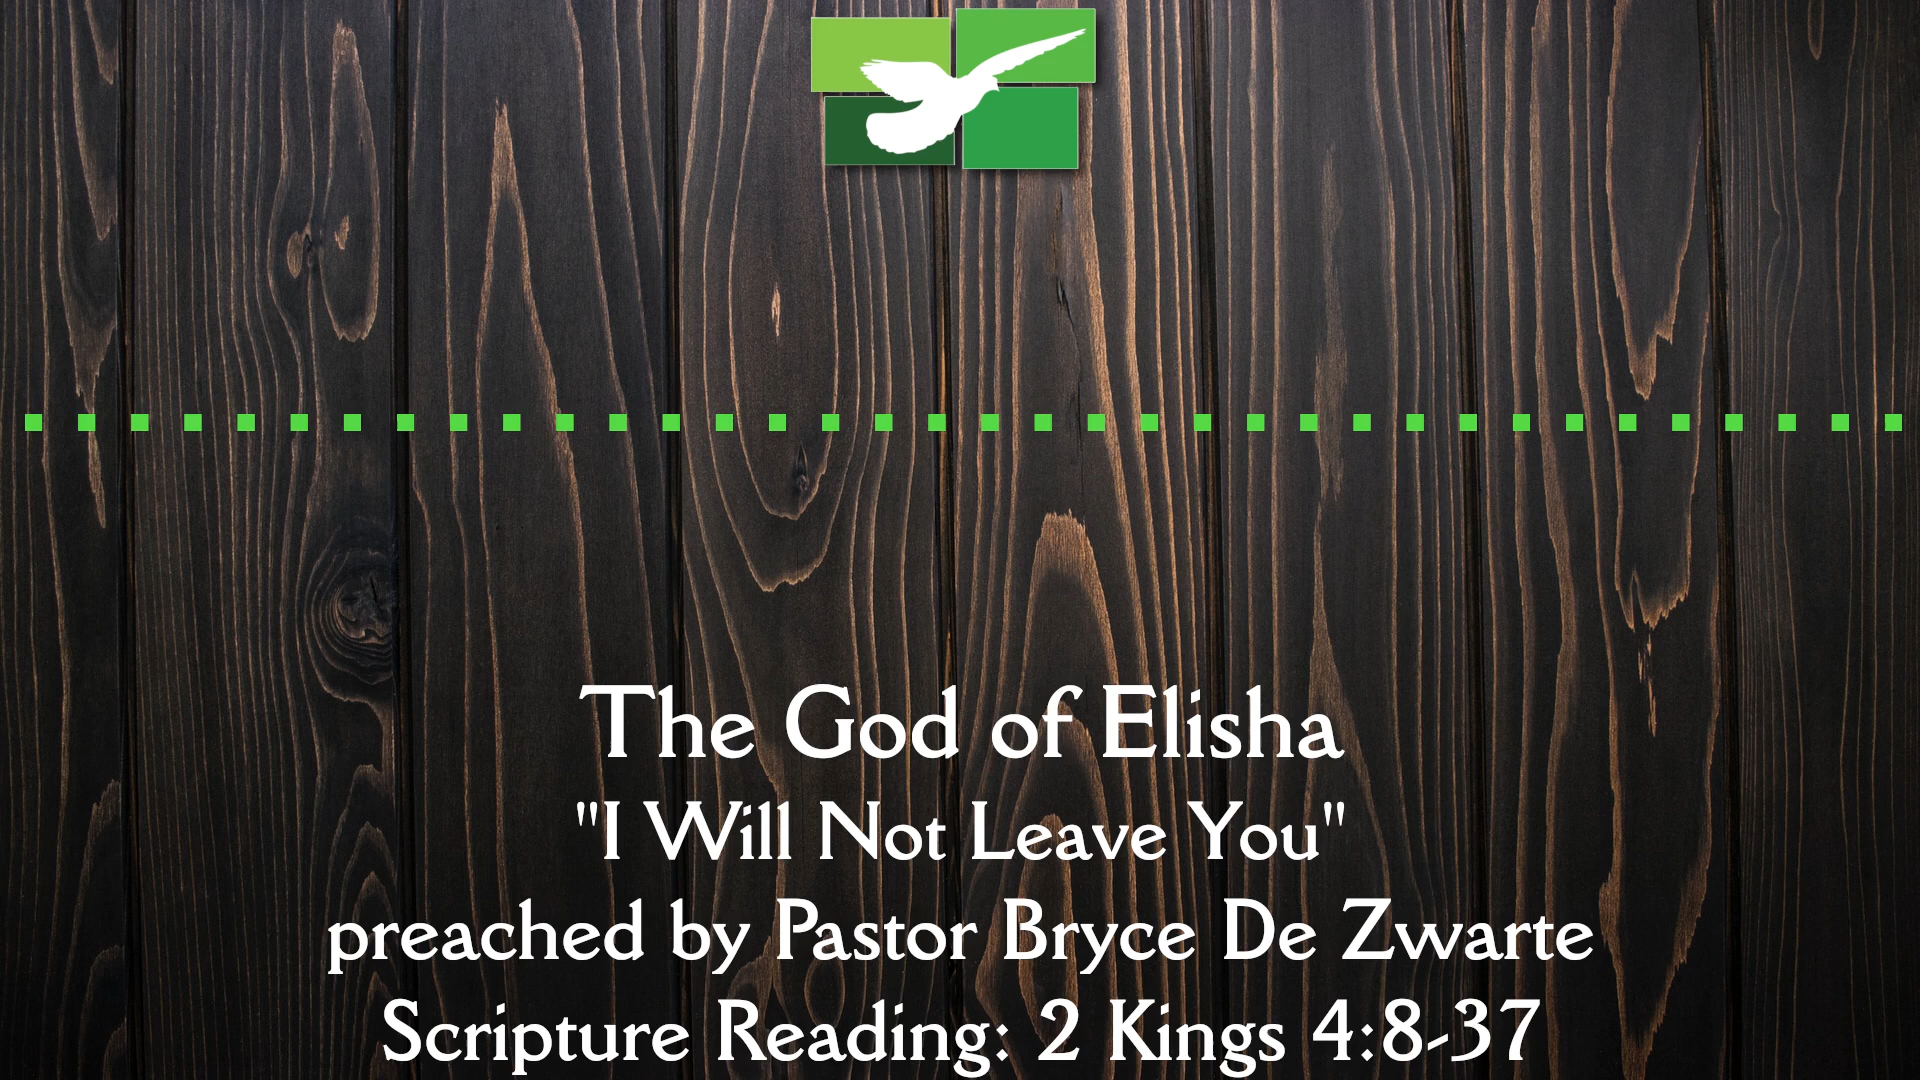 The God of Elisha
"I Will Not Leave You"
preached by Pastor Bryce De Zwarte
Scripture Reading: 2 Kings 4:8-37